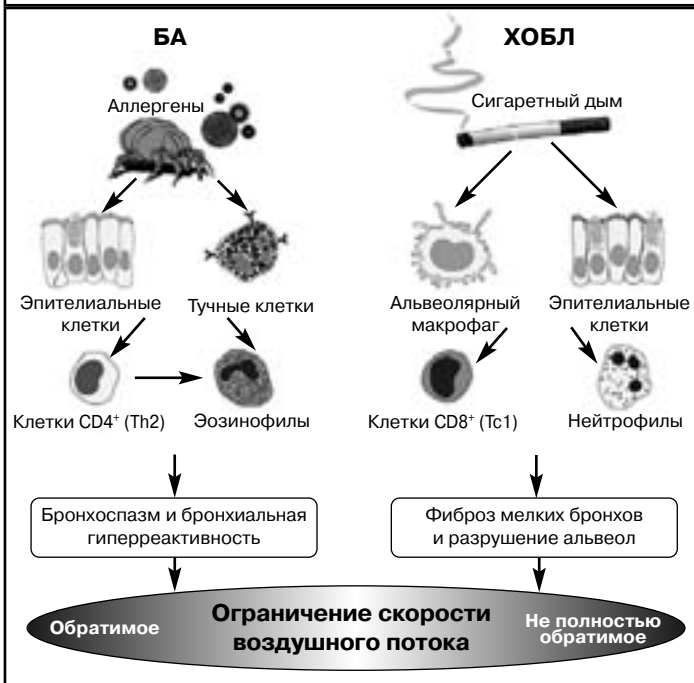 БА
Аллергены
Эпителиальные
клетки
Тучные клетки
Клетки CD4⁺ (Th2)
Эозинофилы
Бронхоспазм и бронхиальная
гиперреактивность
ХОБЛ
Сигаретный дым
Альвеолярный
макрофаг
Эпителиальные
клетки
Клетки CD8⁺ (Tc1)
Нейтрофилы
Фиброз мелких бронхов
и разрушение альвеол
Обратимое
Ограничение скорости
воздушного потока
Не полностью
обратимое